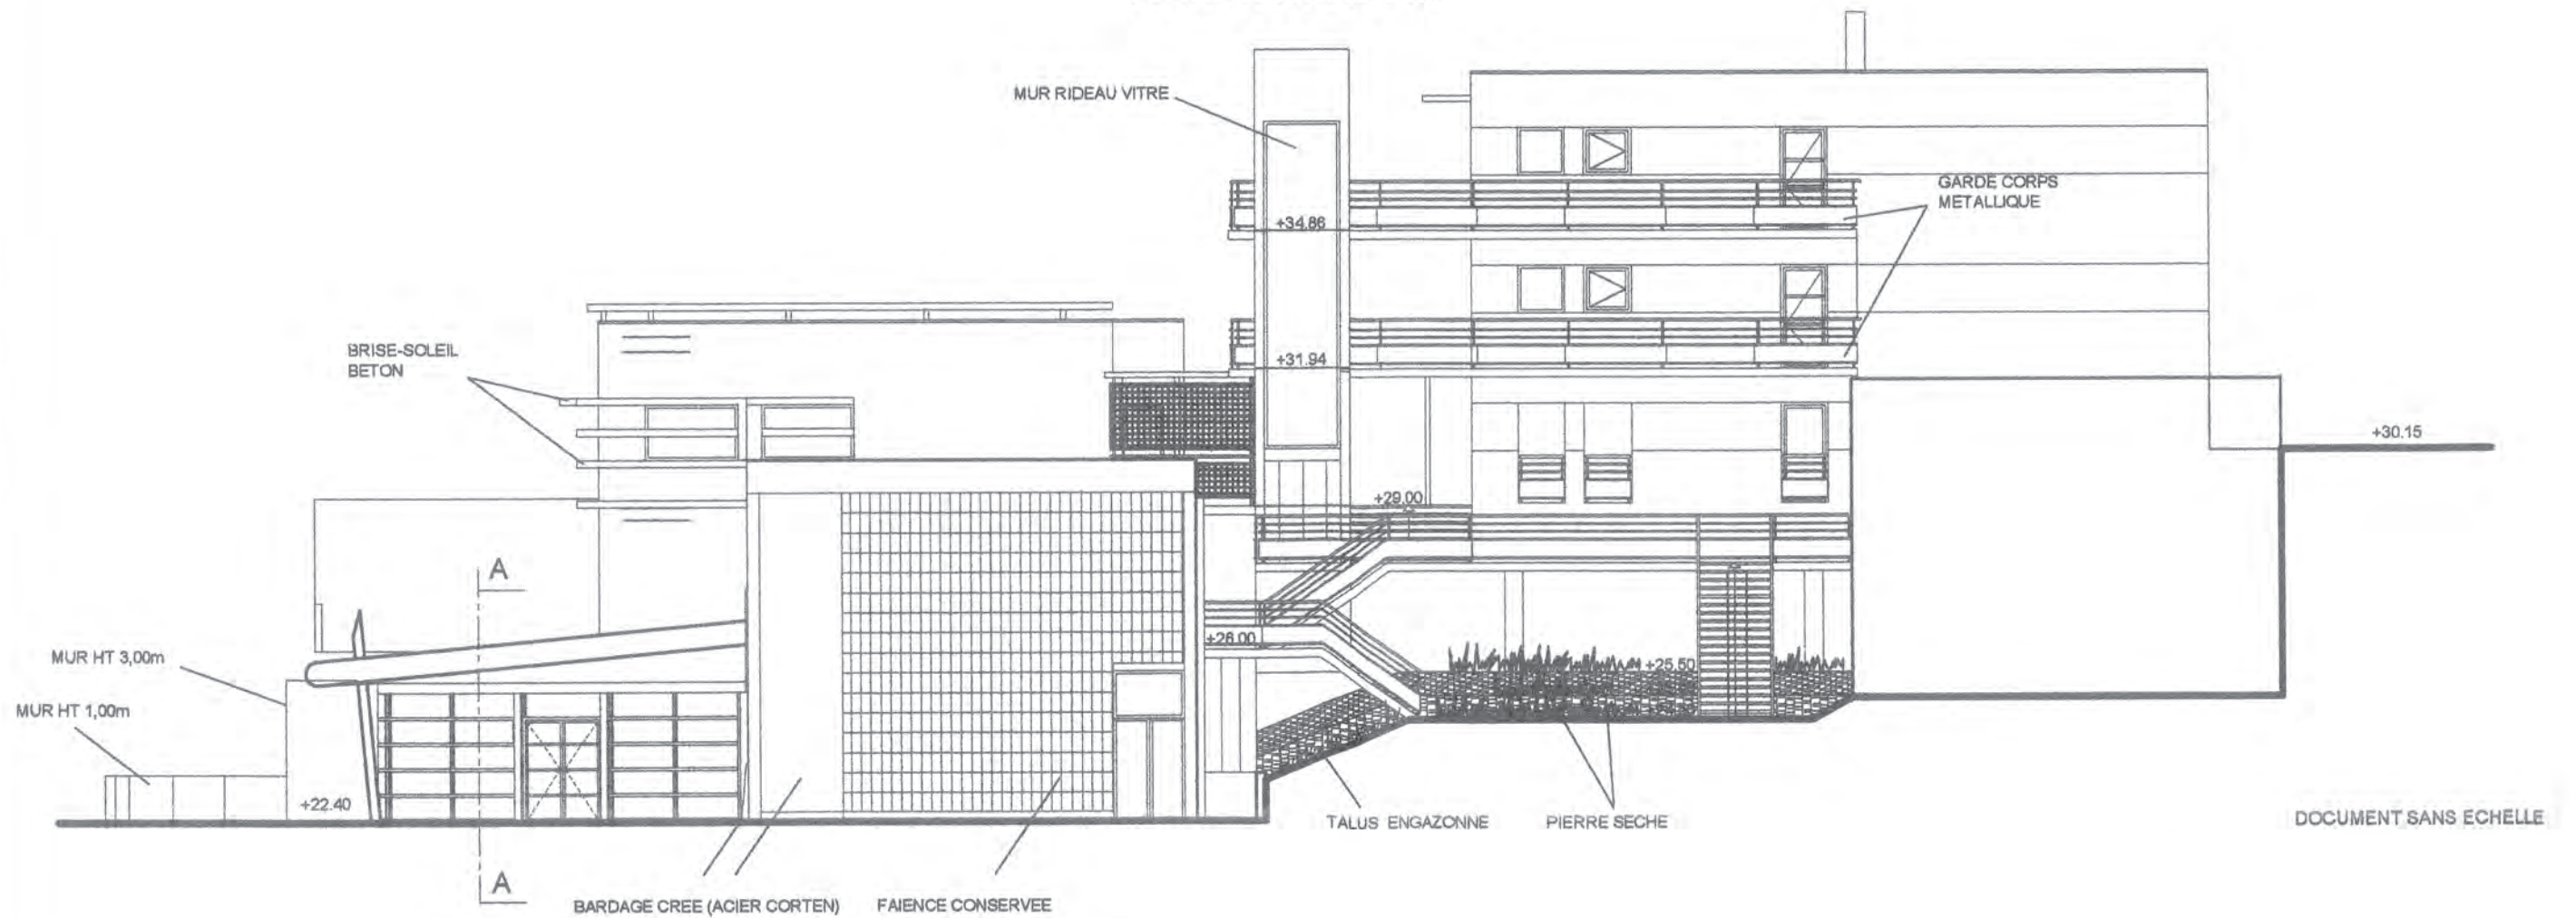 MUR RIDEAU VITRE
GARDE CORPS
METALLIQUE
+34.86
BRISE-SOLEIL
BETON
+31.94
+30.15
+29.00
A
+26.00
MUR HT 3,00m
+25.50
MUR HT 1,00m
+22.40
TALUS ENGAZONNE
PIERRE SECHE
DOCUMENT SANS ECHELLE
A
BARDAGE CREE (ACIER CORTEN)
FAIENCE CONSERVEE